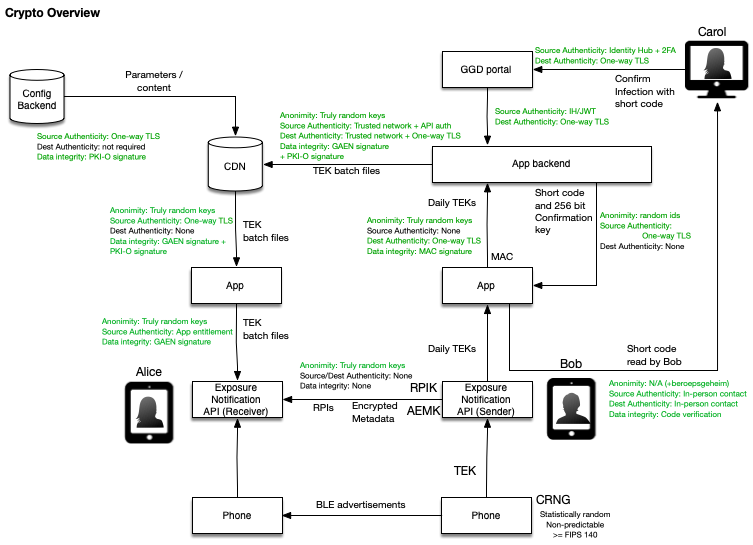 Crypto Overview
Carol
Source Authenticity: Identity Hub + 2FA
Dest Authenticity: One-way TLS
GGD portal
Confirm
Infection with
short code
Parameters /
content
Config
Backend
Source Authenticity: One-way TLS
Dest Authenticity: not required
Data integrity: PKI-O signature
Anonimity: Truly random keys
Source Authenticity: Trusted network + API auth
Dest Authenticity: Trusted network + One-way TLS
Data integrity: GAEN signature
+ PKI-O signature
Source Authenticity: IH/JWT
Dest Authenticity: One-way TLS
CDN
TEK batch files
App backend
Daily TEKs
Short code
and 256 bit
Confirmation
key
Anonimity: Truly random keys
Source Authenticity: One-way TLS
Dest Authenticity: None
Data integrity: GAEN signature +
PKI-O signature
TEK
batch files
Anonimity: Truly random keys
Source Authenticity: None
Dest Authenticity: One-way TLS
Data integrity: MAC signature
MAC
Anonimity: random ids
Source Authenticity:
One-way TLS
Dest Authenticity: None
App
App
Anonimity: Truly random keys
Source Authenticity: App entitlement
Data integrity: GAEN signature
TEK
batch files
Daily TEKs
Short code
read by Bob
Alice
Anonimity: Truly random keys
Source/Dest Authenticity: None
Data integrity: None
Bob
Exposure
Notification
API (Receiver)
RPIs
Encrypted
Metadata
RPIK
AEMK
Exposure
Notification
API (Sender)
Anonimity: N/A (+beroepsgeheim)
Source Authenticity: In-person contact
Dest Authenticity: In-person contact
Data integrity: Code verification
TEK
Phone
BLE advertisements
Phone
CRNG
Statistically random
Non-predictable
>= FIPS 140